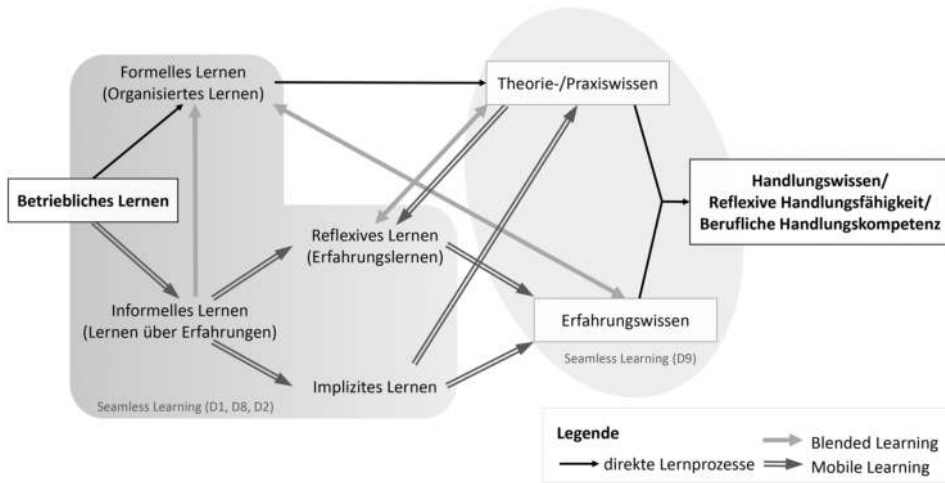 Formelles Lernen
(Organisiertes Lernen)
Theorie-/Praxiswissen
Betriebliches Lernen
Handlungswissen/
Reflexive Handlungsfähigkeit/
Berufliche Handlungskompetenz
Reflexives Lernen
(Erfahrungslernen)
Informelles Lernen
(Lernen über Erfahrungen)
Erfahrungswissen
Seamless Learning (D9)
Implizites Lernen
Seamless Learning (D1, D8, D2)
Legende
direkte Lernprozesse
Blended Learning
Mobile Learning